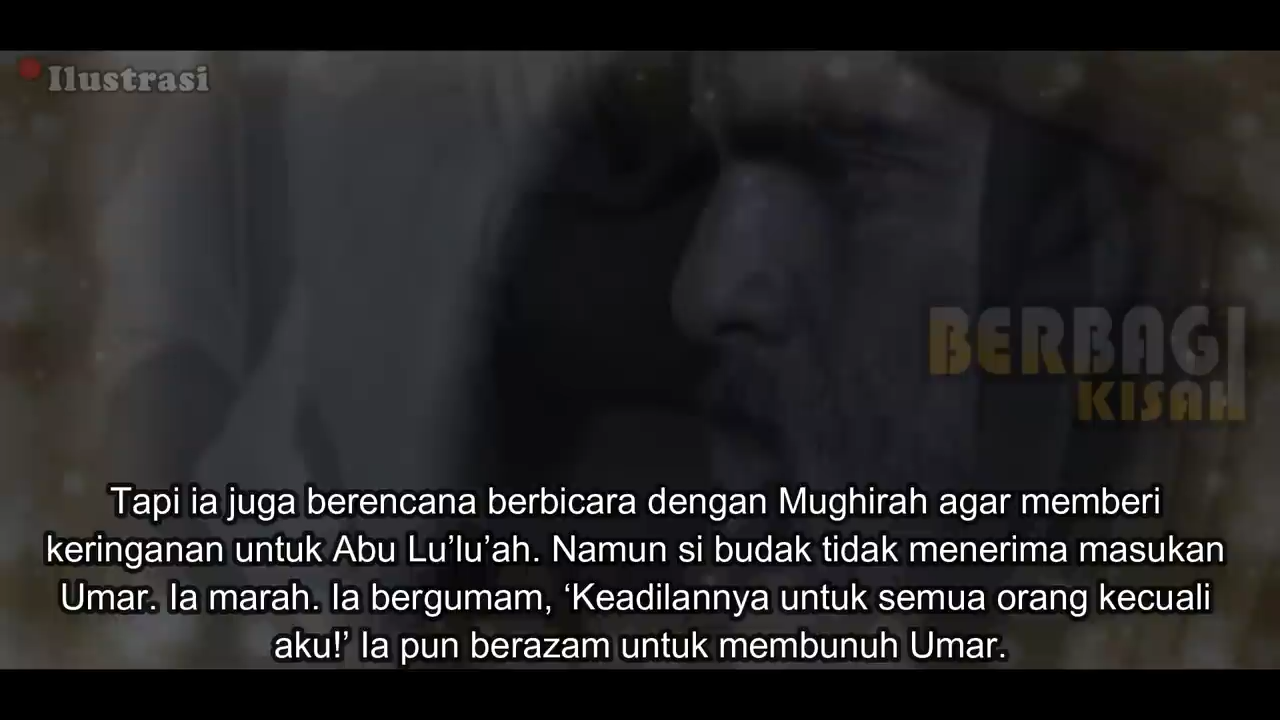 Ilustrasi
BERBAGI
KISAH
Tapi ia juga berencana berbicara dengan Mughirah agar memberi
keringanan untuk Abu Lu’lu’ah. Namun si budak tidak menerima masukan
Umar. Ia marah. Ia bergumam, ‘Keadilannya untuk semua orang kecuali
aku!’ Ia pun berazam untuk membunuh Umar.